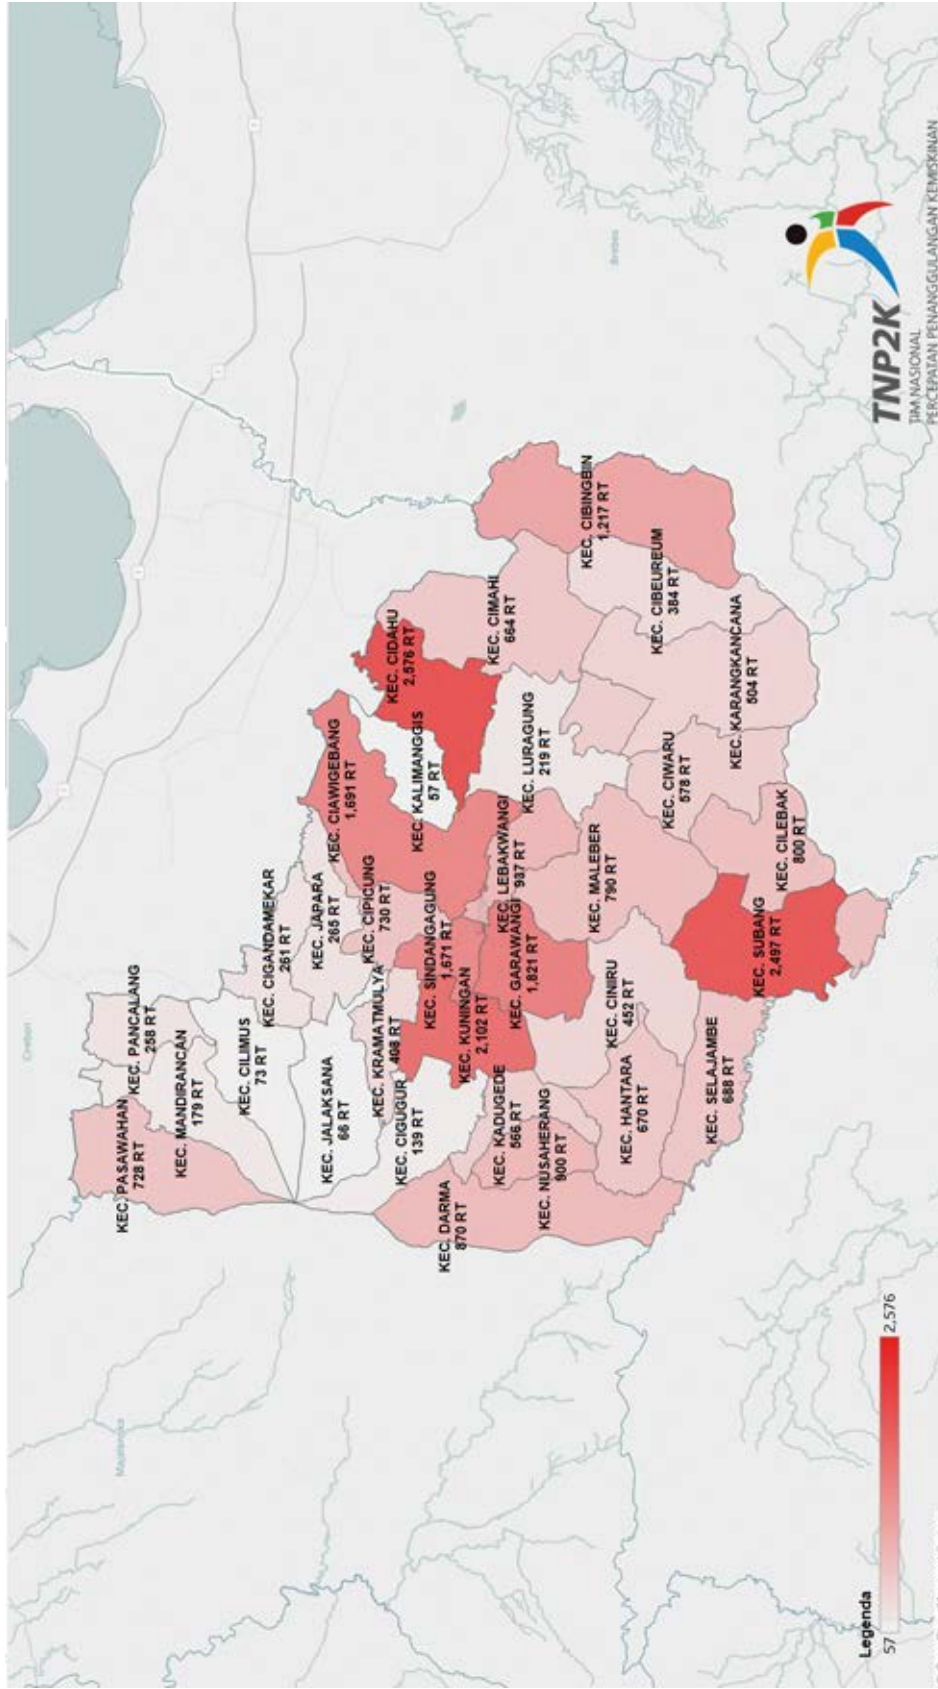 Cirebon
Majalengka
Brebes
KEC. PASAWAHAN
728 RT
KEC. PANCALANG
258 RT
KEC. MANDIRANCAN
179 RT
KEC. CILIMUS
73 RT
KEC. CIGANDAMEKAR
261 RT
KEC. JAPARA
265 RT
KEC. JALAKSANA
66 RT
KEC. KRAMATMULYA
408 RT
KEC. CIPICUNG
730 RT
KEC. CIAWIGEBANG
1,691 RT
KEC. CIDAHU
2,576 RT
KEC. KALIMANGGIS
57 RT
KEC. CIGUGUR
139 RT
KEC. SINDANGAGUNG
1,671 RT
KEC. KUNINGAN
2,102 RT
KEC. DARMA
870 RT
KEC. KADUGEDE
566 RT
KEC. GARAWANGI
1,821 RT
KEC. LEBAKWANGI
937 RT
KEC. LURAGUNG
219 RT
KEC. CIMAHI
664 RT
KEC. CIBINGBIN
1,217 RT
KEC. NUSAHERANG
900 RT
KEC. CINIRU
452 RT
KEC. MALEBER
790 RT
KEC. CIWARU
578 RT
KEC. CIBEUREUM
384 RT
KEC. HANTARA
670 RT
KEC. SELAJAMBE
688 RT
KEC. SUBANG
2,497 RT
KEC. CILEBAK
800 RT
KEC. KARANGKANCANA
504 RT
Legenda
57 2,576
TNP2K
TIM NASIONAL
PERCEPATAN PENANGGULANGAN KEMISKINAN